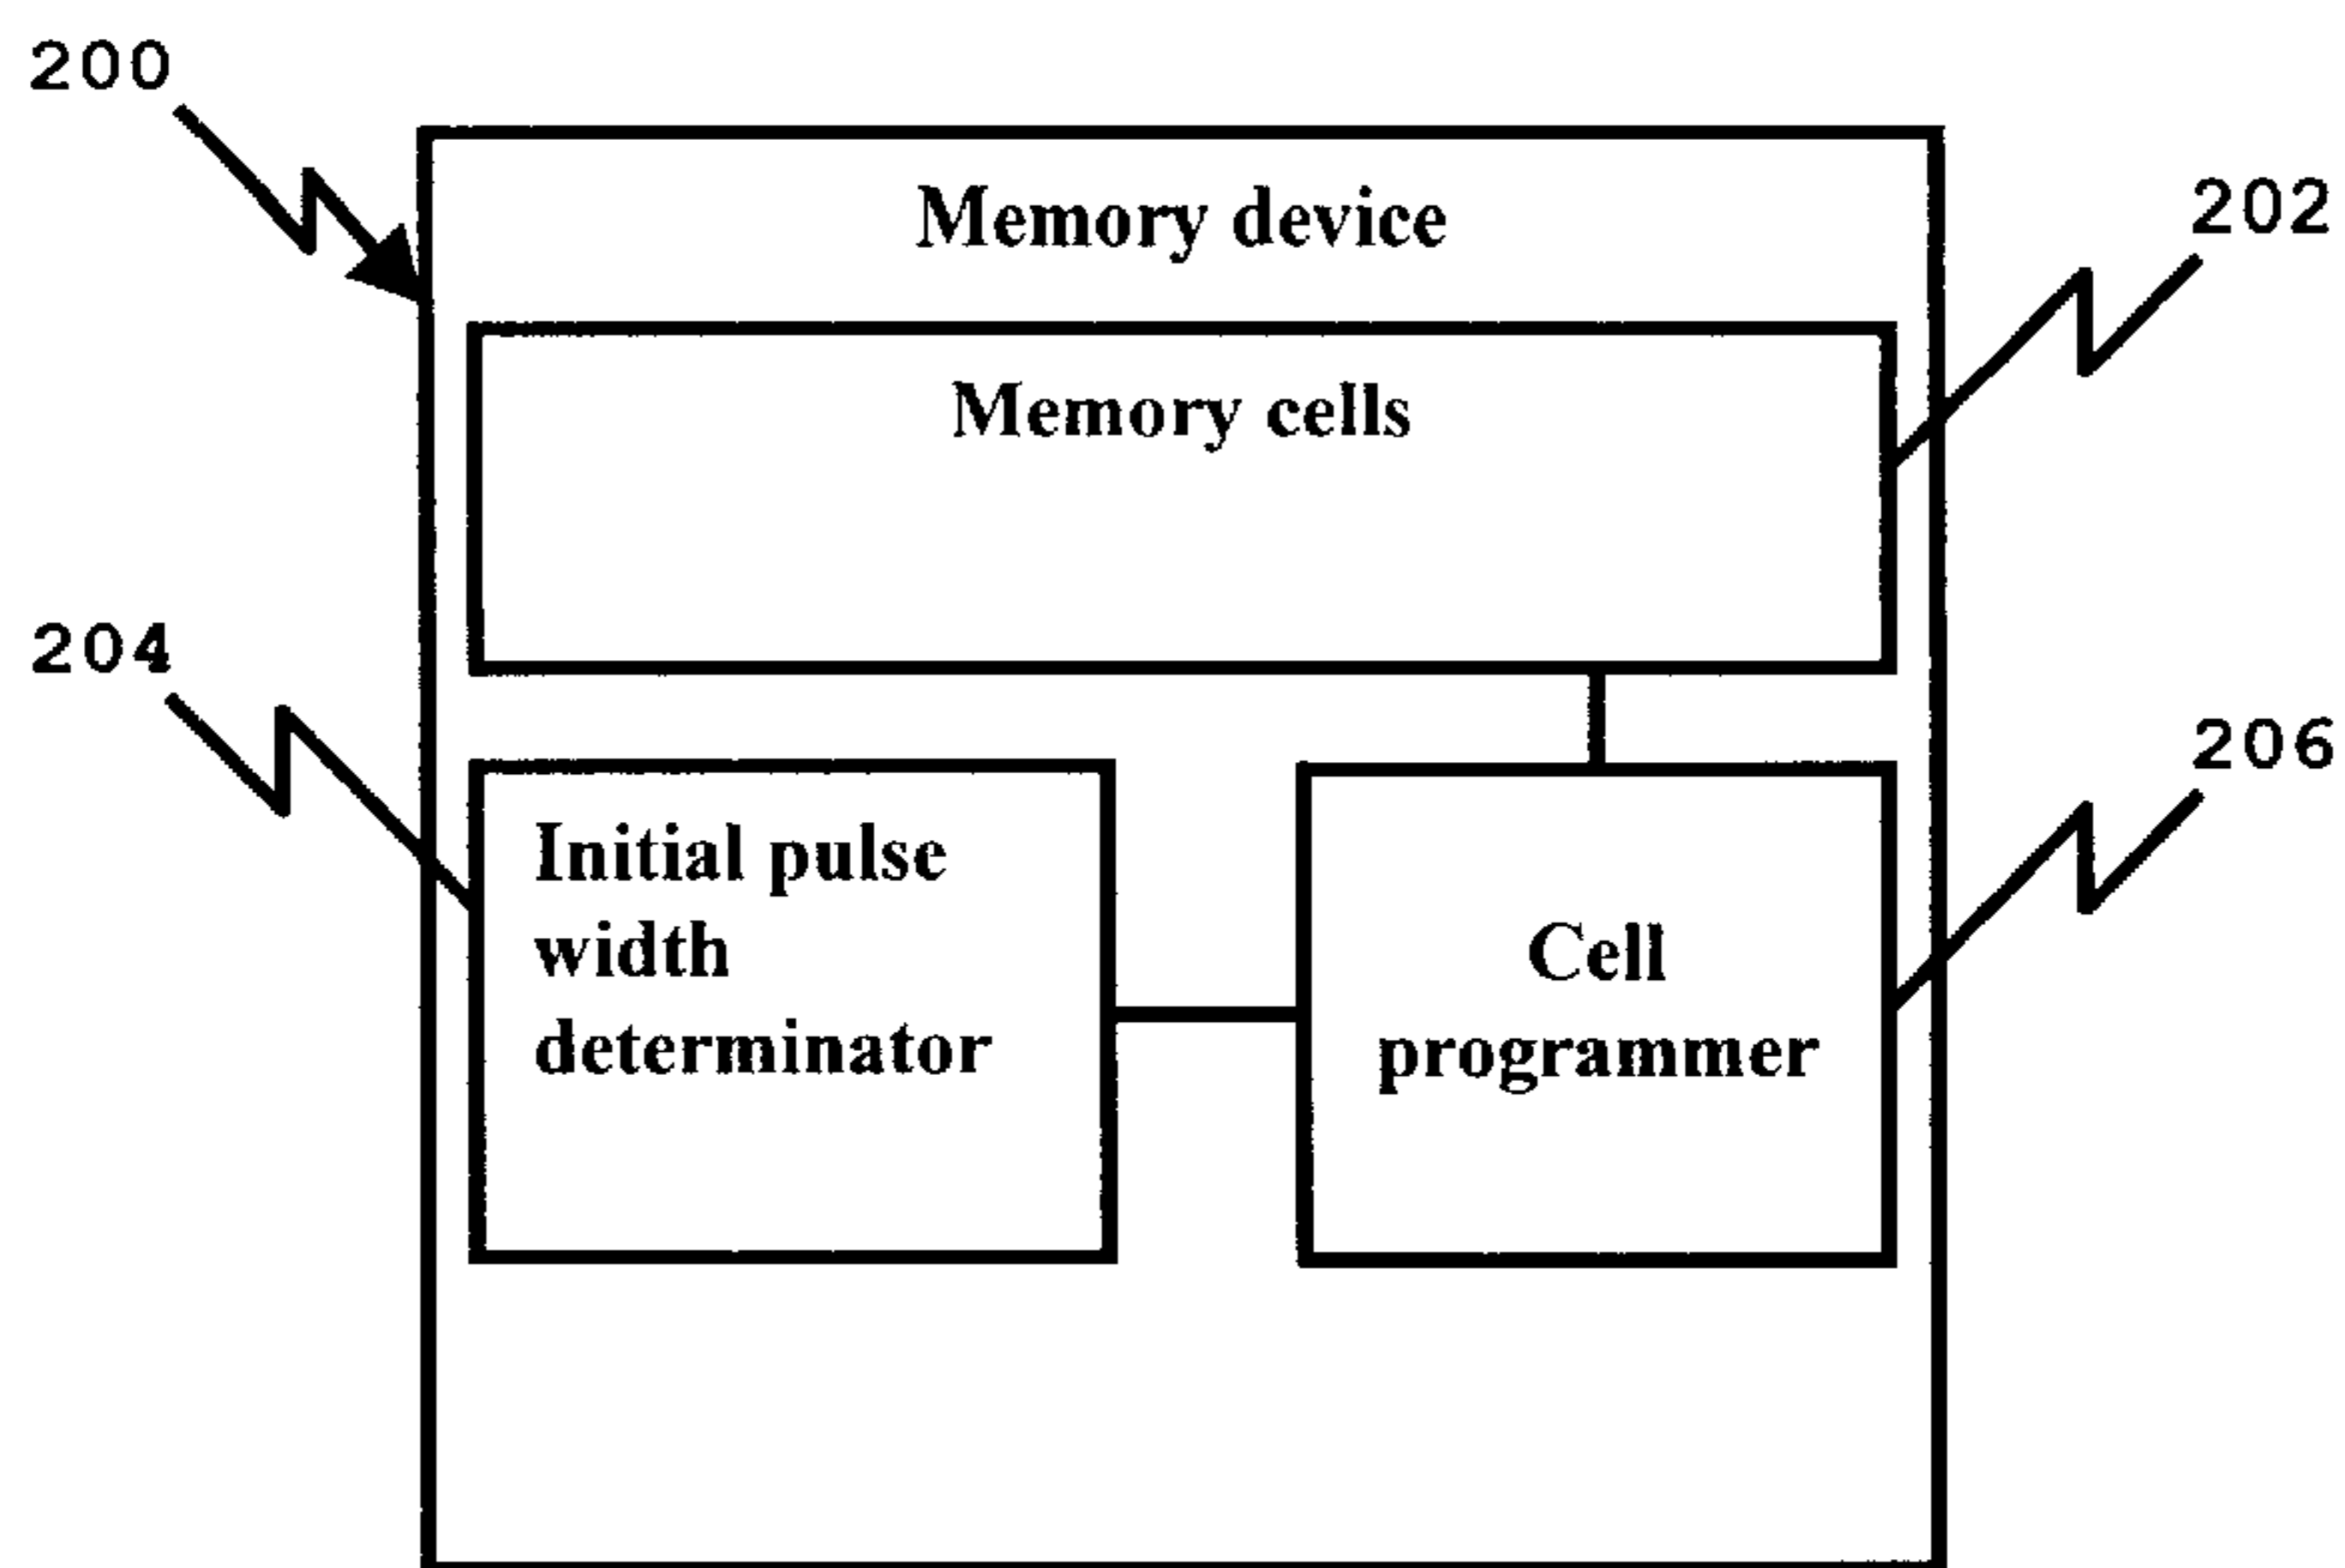 200
Memory device
202
Memory cells
204
206
Initial pulse
width
determinator
Cell
programmer